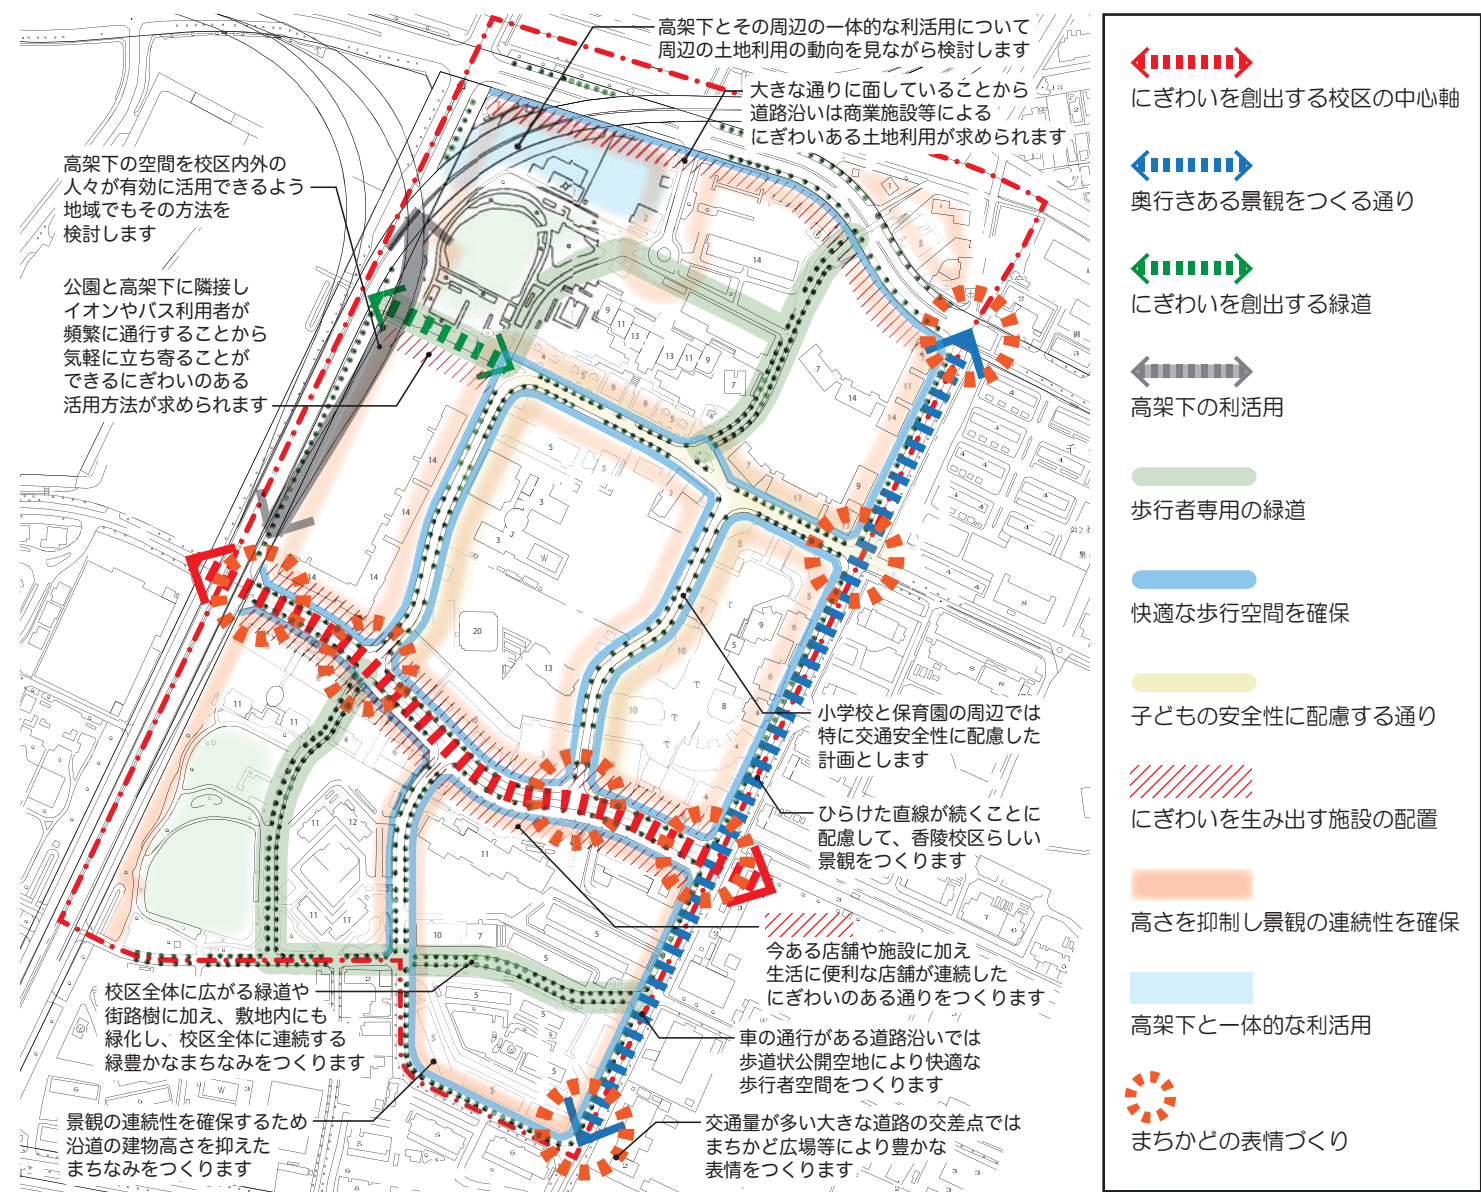 高架下とその周辺の一体的な利活用について
周辺の土地利用の動向を見ながら検討します
大きな通りに面していることから
道路沿いは商業施設等による
にぎわいある土地利用が求められます
高架下の空間を校区内外の
人々が有効に活用できるよう
地域でもその方法を
検討します
公園と高架下に隣接し
イオンやバス利用者が
頻繁に通行することから
気軽に立ち寄ることが
できるにぎわいのある
活用方法が求められます
小学校と保育園の周辺では
特に交通安全性に配慮した
計画とします
ひらけた直線が続くことに
配慮して、香陵校区らしい
景観をつくります
今ある店舗や施設に加え
生活に便利な店舗が連続した
にぎわいのある通りをつくります
校区全体に広がる緑道や
街路樹に加え、敷地内にも
緑化し、校区全体に連続する
緑豊かなまちなみをつくります
車の通行がある道路沿いでは
歩道状公開空地により快適な
歩行者空間をつくります
景観の連続性を確保するため
沿道の建物高さを抑えた
まちなみをつくります
交通量が多い大きな道路の交差点では
まちかど広場等により豊かな
表情をつくります
にぎわいを創出する校区の中心軸
奥行きある景観をつくる通り
にぎわいを創出する緑道
高架下の利活用
歩行者専用の緑道
快適な歩行空間を確保
子どもの安全性に配慮する通り
にぎわいを生み出す施設の配置
高さを抑制し景観の連続性を確保
高架下と一体的な利活用
まちかどの表情づくり